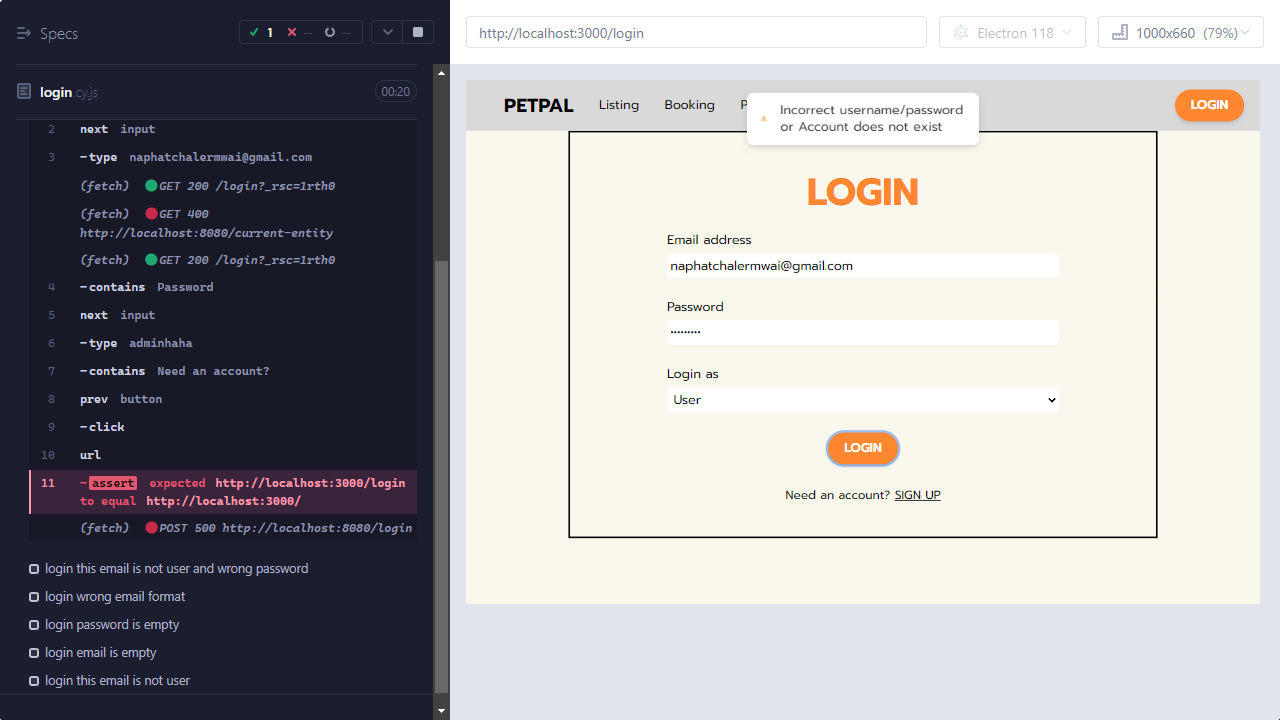 Specs
1
--
--
login.cy.js
00:20
2 next input
3 -type naphatchalermwai@gmail.com
(fetch) GET 200 /login?_rsc=1rth0
(fetch) GET 400
http://localhost:8080/current-entity
(fetch) GET 200 /login?_rsc=1rth0
4 -contains Password
5 next input
6 -type adminhaha
7 -contains Need an account?
8 prev button
9 -click
10 url
11 -assert expected http://localhost:3000/login
to equal http://localhost:3000/
(fetch) POST 500 http://localhost:8080/login
login this email is not user and wrong password
login wrong email format
login password is empty
login email is empty
login this email is not user
http://localhost:3000/login
Electron 118
1000x660 (79%)
PETPAL Listing Booking P
Incorrect username/password
or Account does not exist
LOGIN
LOGIN
Email address
naphatchalermwai@gmail.com
Password
•••••••••
Login as
User
LOGIN
Need an account? SIGN UP